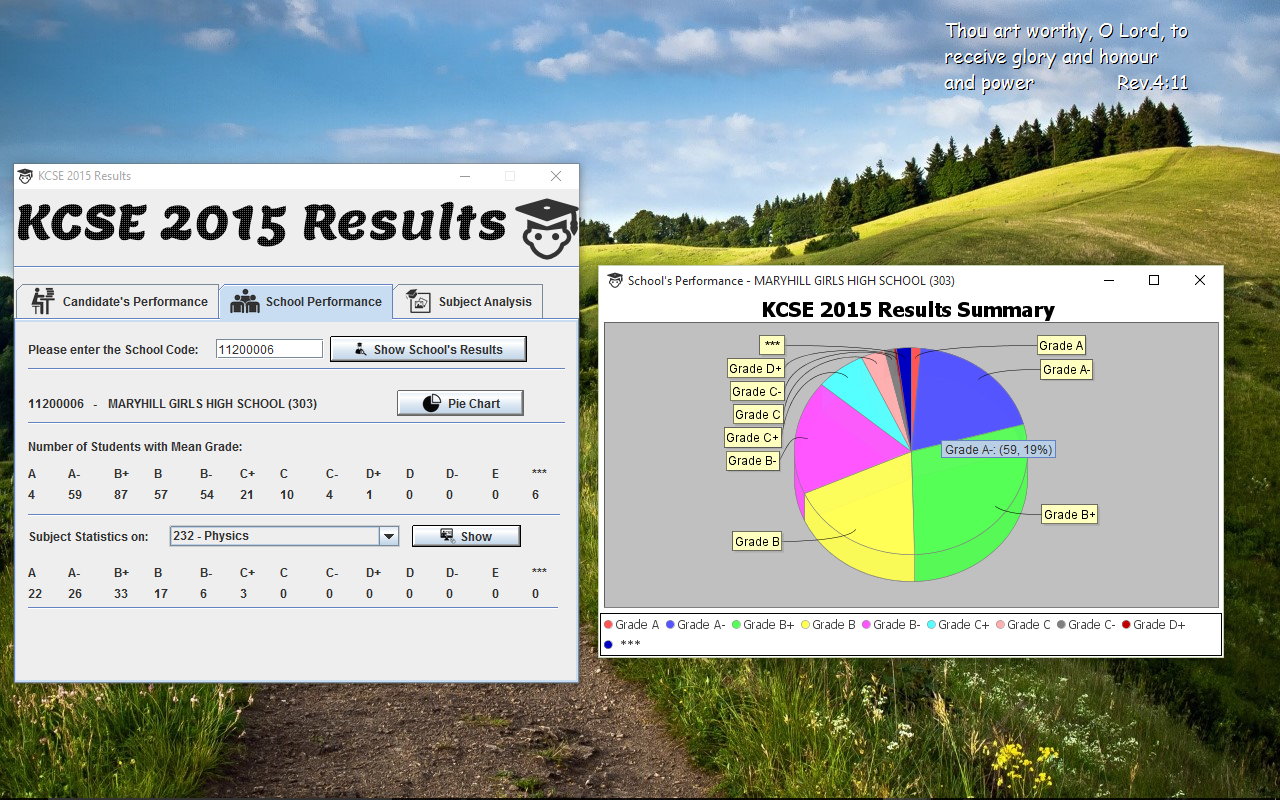 Thou art worthy, O Lord, to
receive glory and honour
and power Rev.4:11
KCSE 2015 Results
KCSE 2015 Results
Candidate's Performance School Performance Subject Analysis
Please enter the School Code: 11200006 Show School's Results
11200006 - MARYHILL GIRLS HIGH SCHOOL (303) Pie Chart
Number of Students with Mean Grade:
A A- B+ B B- C+ C C- D+ D D- E ***
4 59 87 57 54 21 10 4 1 0 0 0 6
Subject Statistics on: 232 - Physics Show
A A- B+ B B- C+ C C- D+ D D- E ***
22 26 33 17 6 3 0 0 0 0 0 0 0
School's Performance - MARYHILL GIRLS HIGH SCHOOL (303)
KCSE 2015 Results Summary
*** Grade A
Grade D+ Grade A-
Grade C-
Grade C
Grade C+
Grade A-: (59, 19%)
Grade B-
Grade B+
Grade B
Grade A Grade A- Grade B+ Grade B Grade B- Grade C+ Grade C Grade C- Grade D+
***